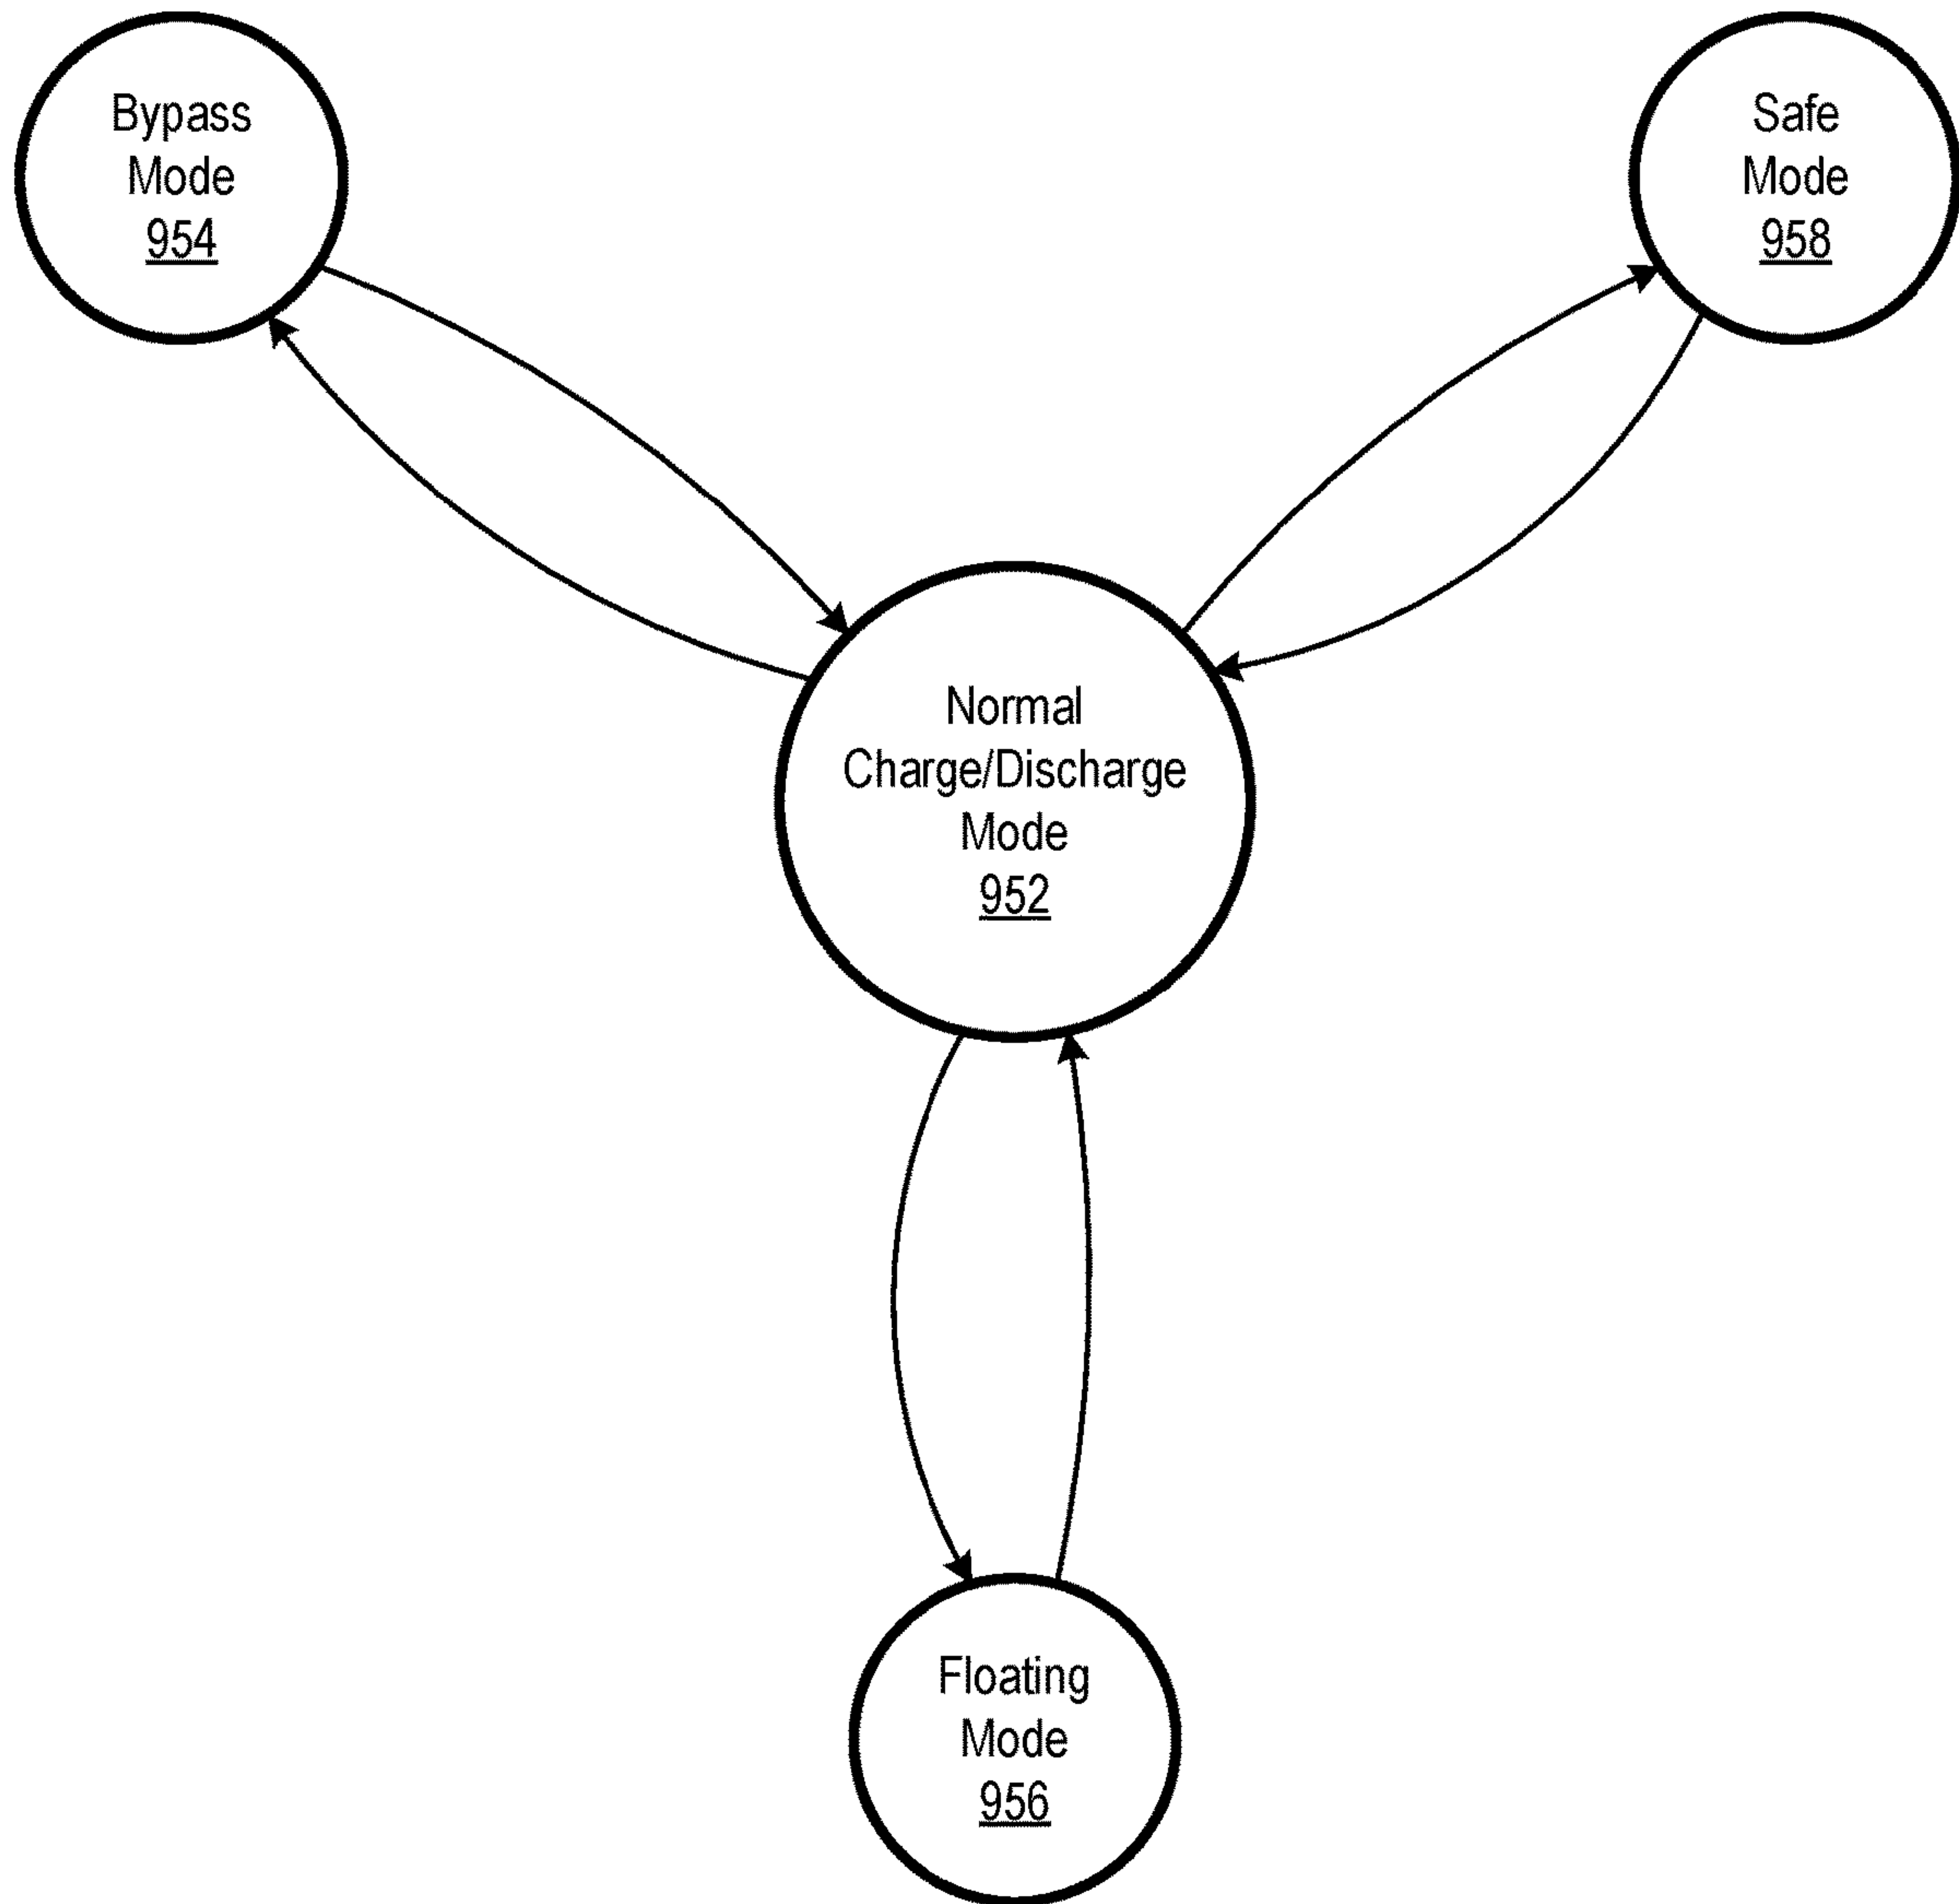 Bypass
Mode
954
Safe
Mode
958
Normal
Charge/Discharge
Mode
952
Floating
Mode
956